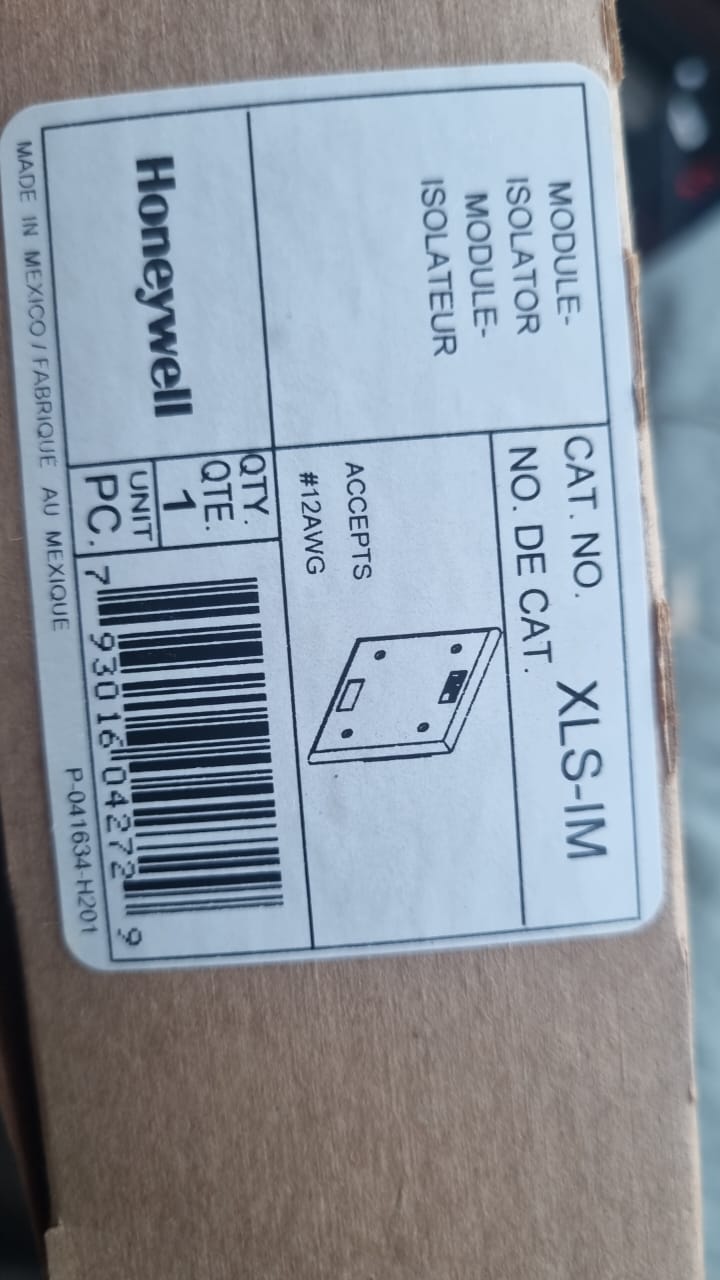 MODULE-
ISOLATOR
MODULE-
ISOLATEUR
CAT. NO.
NO. DE CAT.
XLS-IM
ACCEPTS
#12AWG
Honeywell
QTY.
QTE.
1
UNIT
PC.
7 93016 04272 9
MADE IN MEXICO / FABRIQUE AU MEXIQUE
P-041634-H201